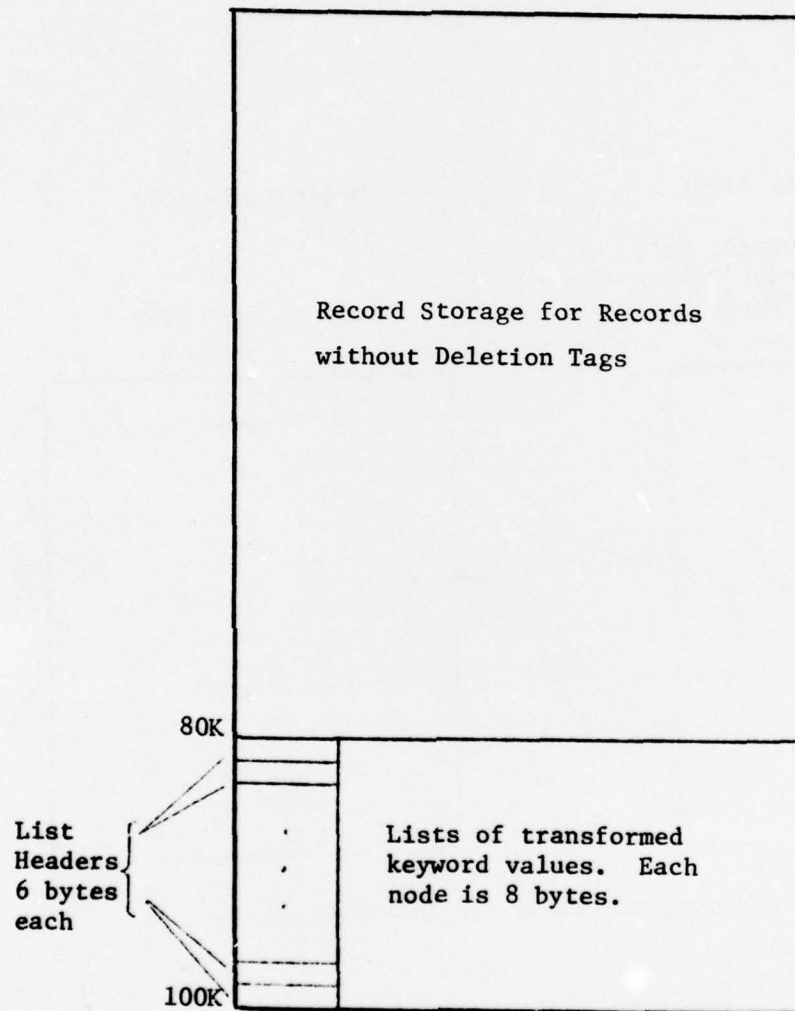 Record Storage for Records
without Deletion Tags
80K
List
Headers
6 bytes
each
Lists of transformed
keyword values. Each
node is 8 bytes.
100K